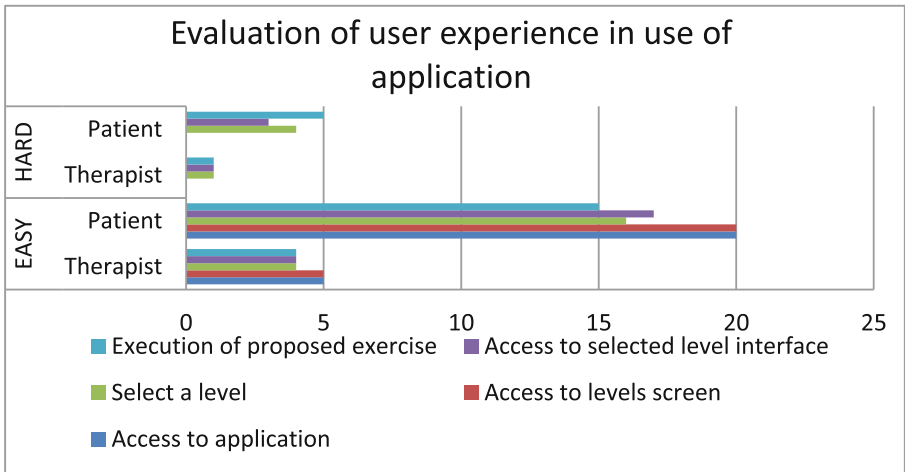 Evaluation of user experience in use of
application
HARD
Patient
Therapist
EASY
Patient
Therapist
0 5 10 15 20 25
Execution of proposed exercise Access to selected level interface
Select a level Access to levels screen
Access to application